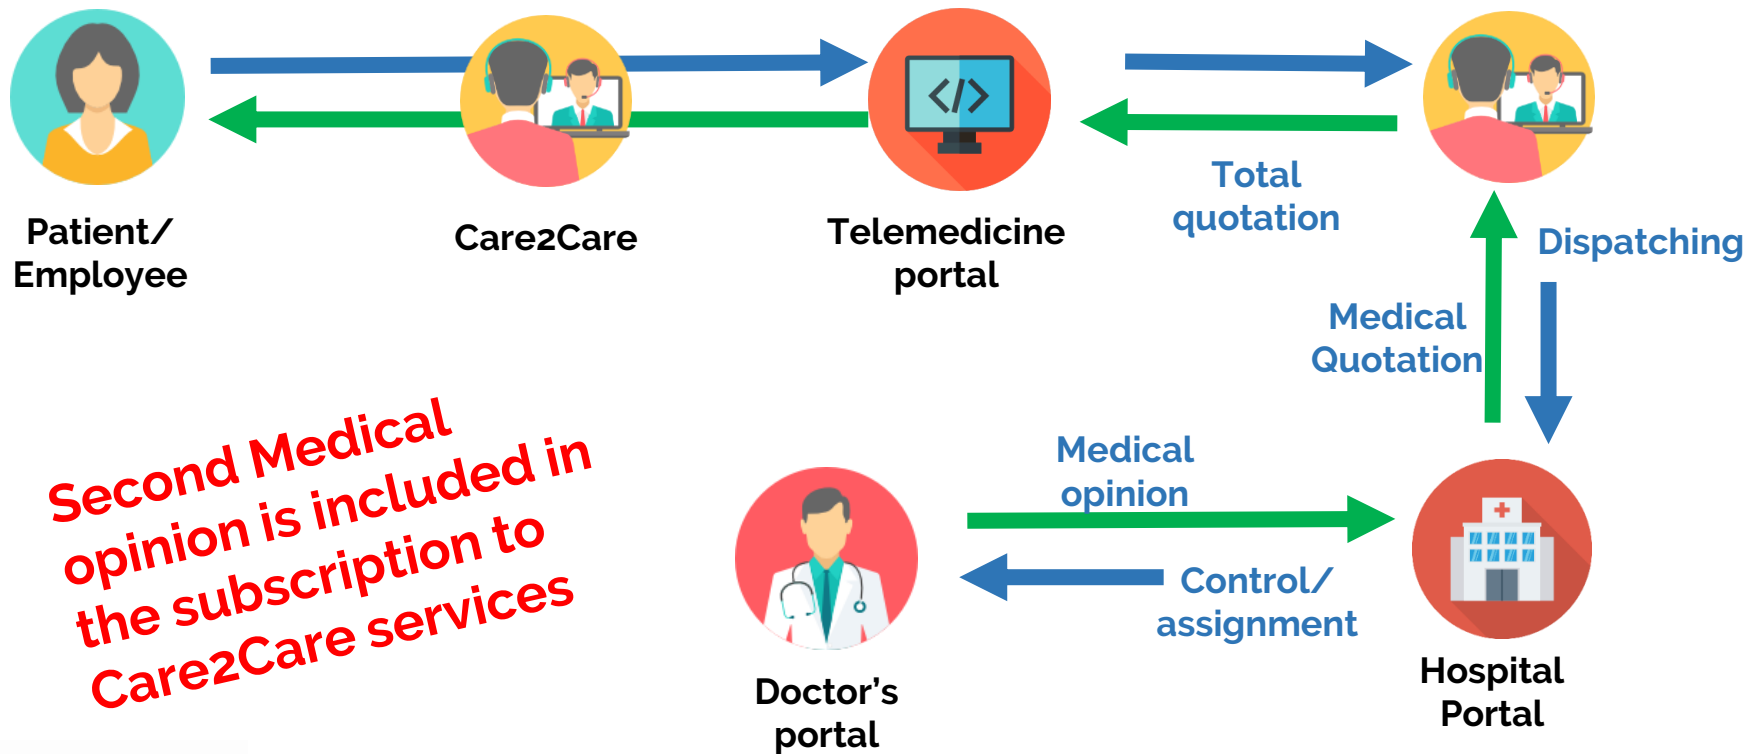 Patient/
Employee
Care2Care
Telemedicine
portal
</>
Total
quotation
Dispatching
Medical
Quotation
Second Medical
opinion is included in
the subscription to
Care2Care services
Medical
opinion
Control/
assignment
Doctor’s
portal
Hospital
Portal